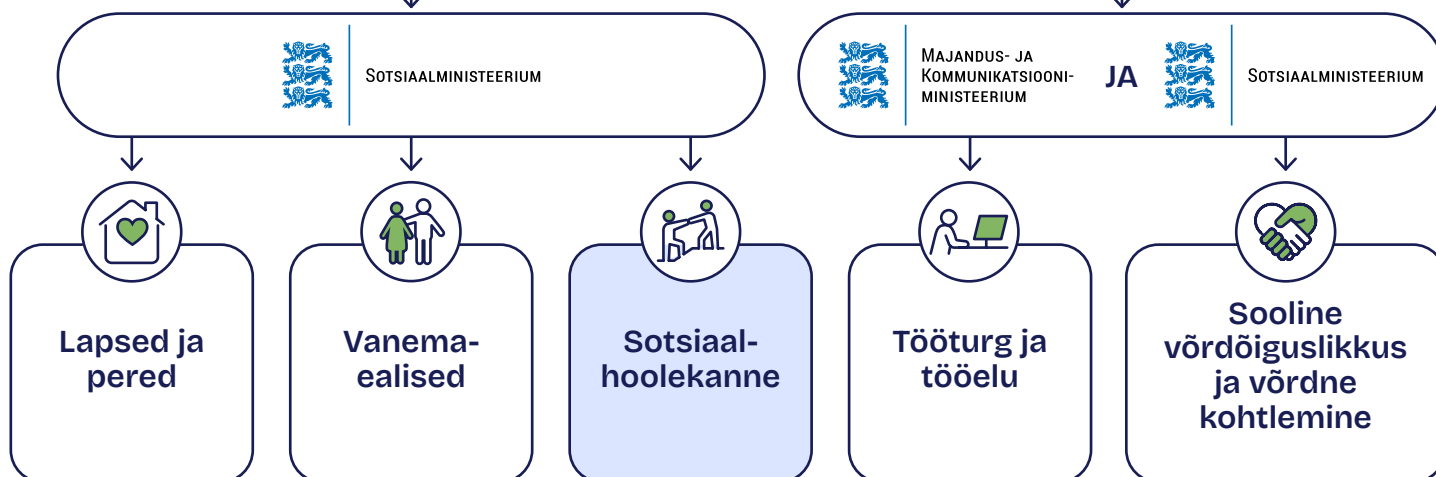 SOTSIAALMINISTEERIUM
MAJANDUS- JA
KOMMUNIKATSIOONI-
MINISTEERIUM
JA
SOTSIAALMINISTEERIUM
Lapsed ja
pered
Vanema-
ealised
Sotsiaal-
hoolekanne
Tööturg ja
tööelu
Sooline
võrdõiguslikkus
ja võrdne
kohtlemine